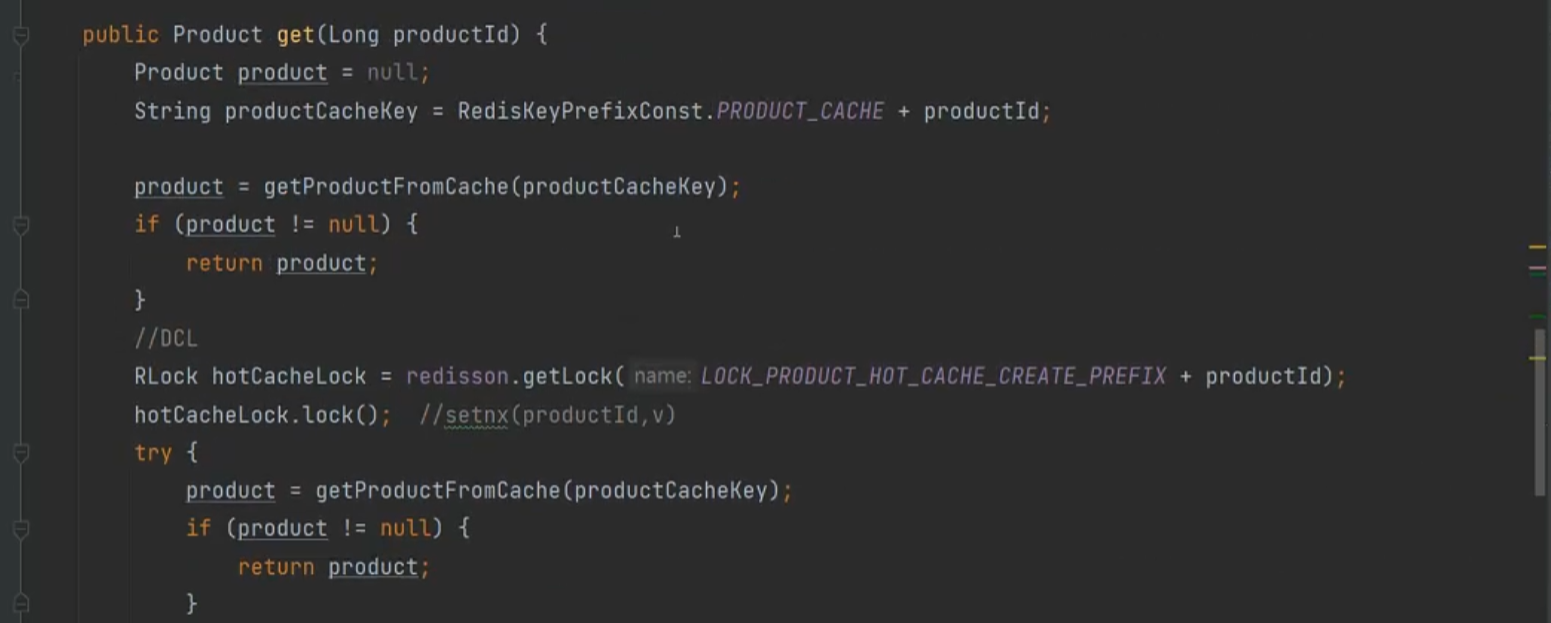 public Product get(Long productId) {
Product product = null;
String productCacheKey = RedisKeyPrefixConst.PRODUCT_CACHE + productId;
product = getProductFromCache(productCacheKey);
if (product != null) {
return product;
}
//DCL
RLock hotCacheLock = redisson.getLock( name: LOCK_PRODUCT_HOT_CACHE_CREATE_PREFIX + productId);
hotCacheLock.lock(); //setnx(productId,v)
try {
product = getProductFromCache(productCacheKey);
if (product != null) {
return product;
}